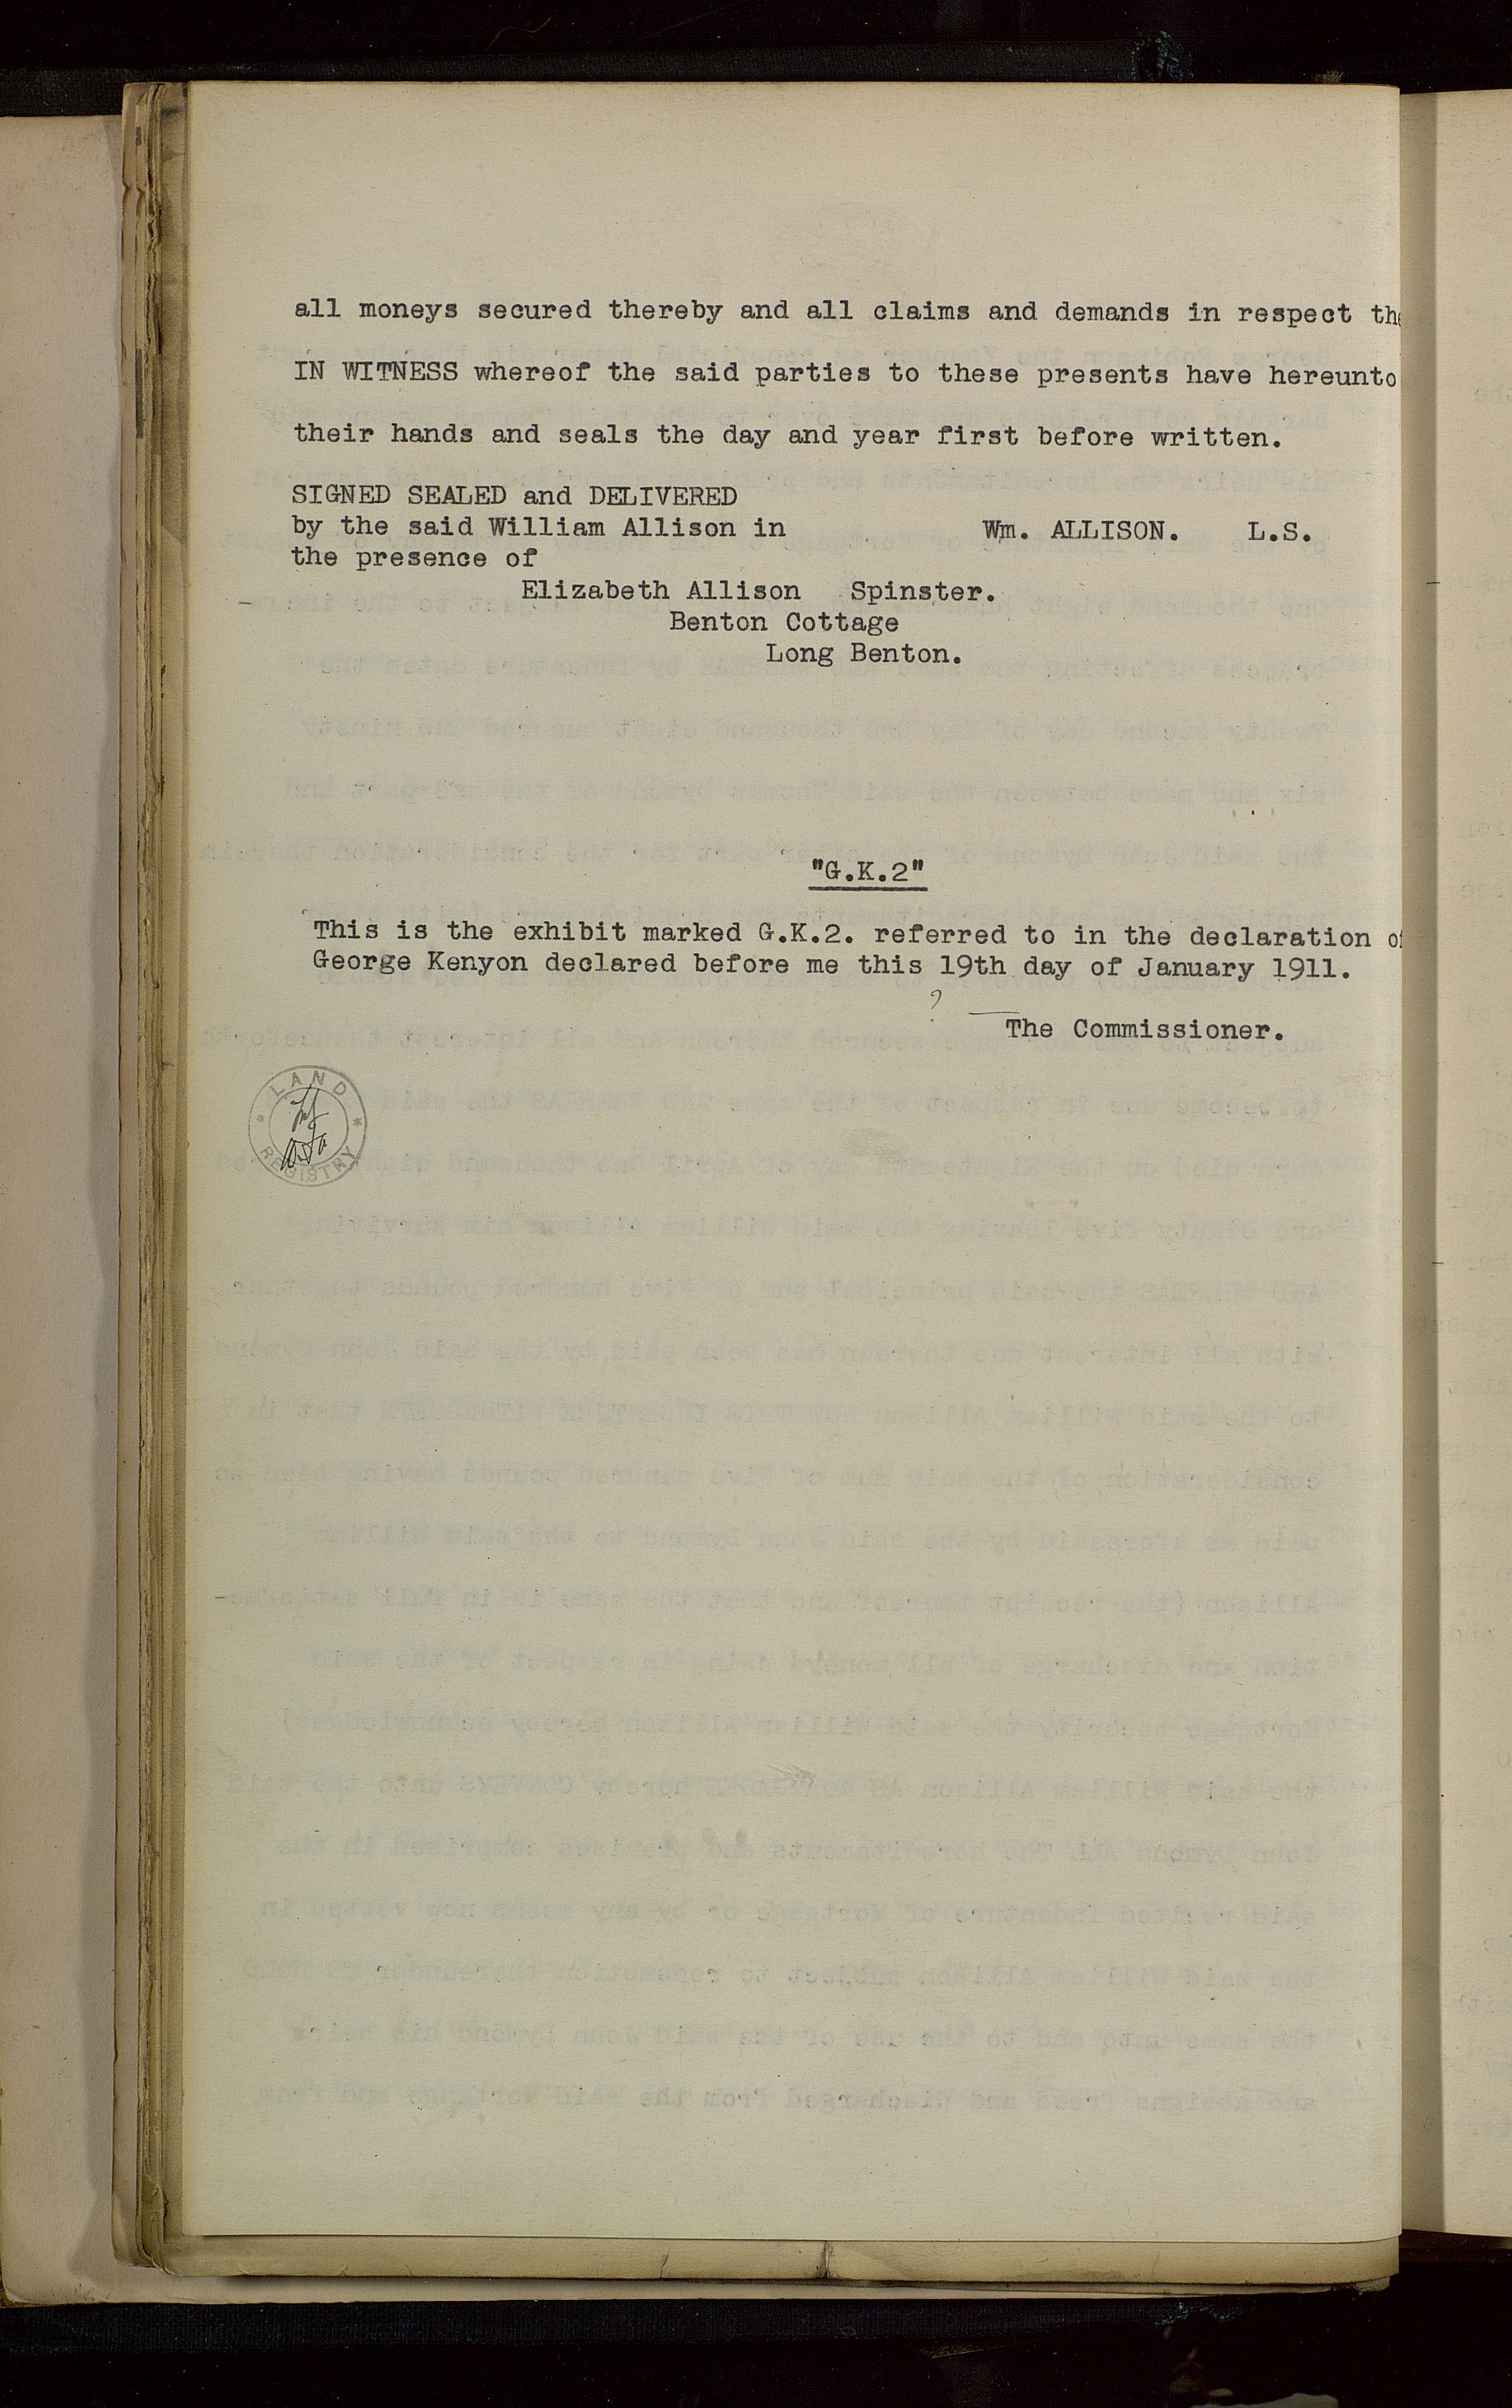 all moneys secured thereby and all claims and demands in respect the
IN WITNESS whereof the said parties to these presents have hereunto
their hands and seals the day and year first before written.
SIGNED SEALED and DELIVERED
by the said William Allison in Wm. ALLISON. L.S.
the presence of
Elizabeth Allison Spinster.
Benton Cottage
Long Benton.
"G.K.2"
This is the exhibit marked G.K.2. referred to in the declaration of
George Kenyon declared before me this 19th day of January 1911.
?
The Commissioner.
LAND
REGISTRY